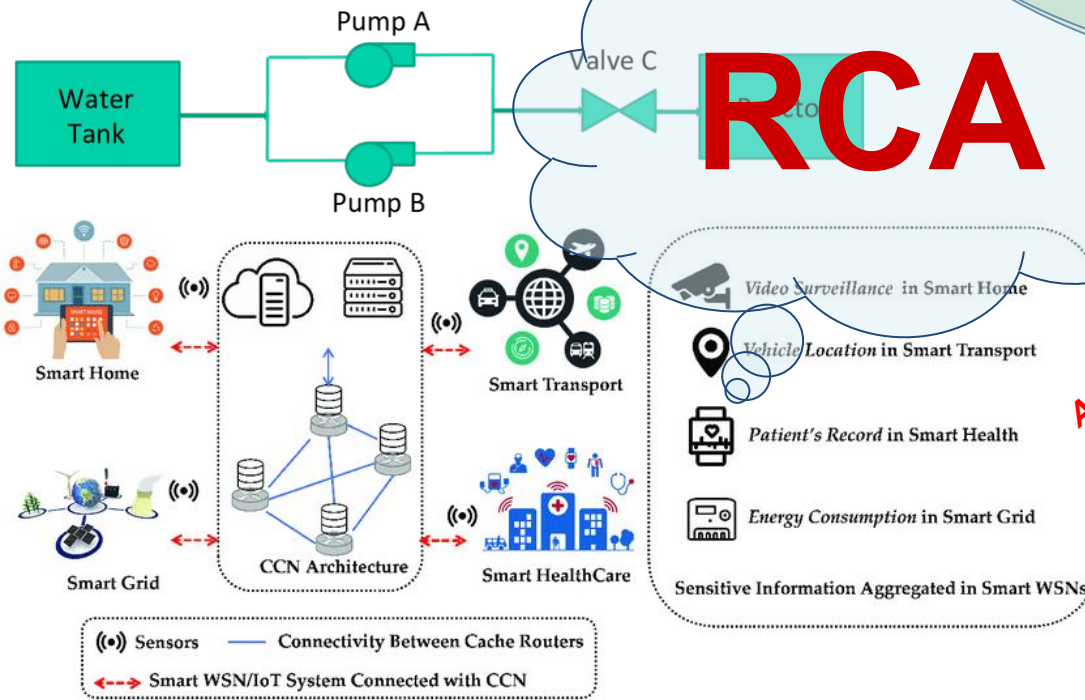 Pump A
Water
Tank
Valve C
RCA
Pump B
SMART HOUSE
Smart Home
Smart Transport
Video Surveillance in Smart Home
Vehicle Location in Smart Transport
A
Patient's Record in Smart Health
Energy Consumption in Smart Grid
Smart Grid
CCN Architecture
Smart HealthCare
Sensitive Information Aggregated in Smart WSNs
Sensors
Connectivity Between Cache Routers
Smart WSN/IoT System Connected with CCN